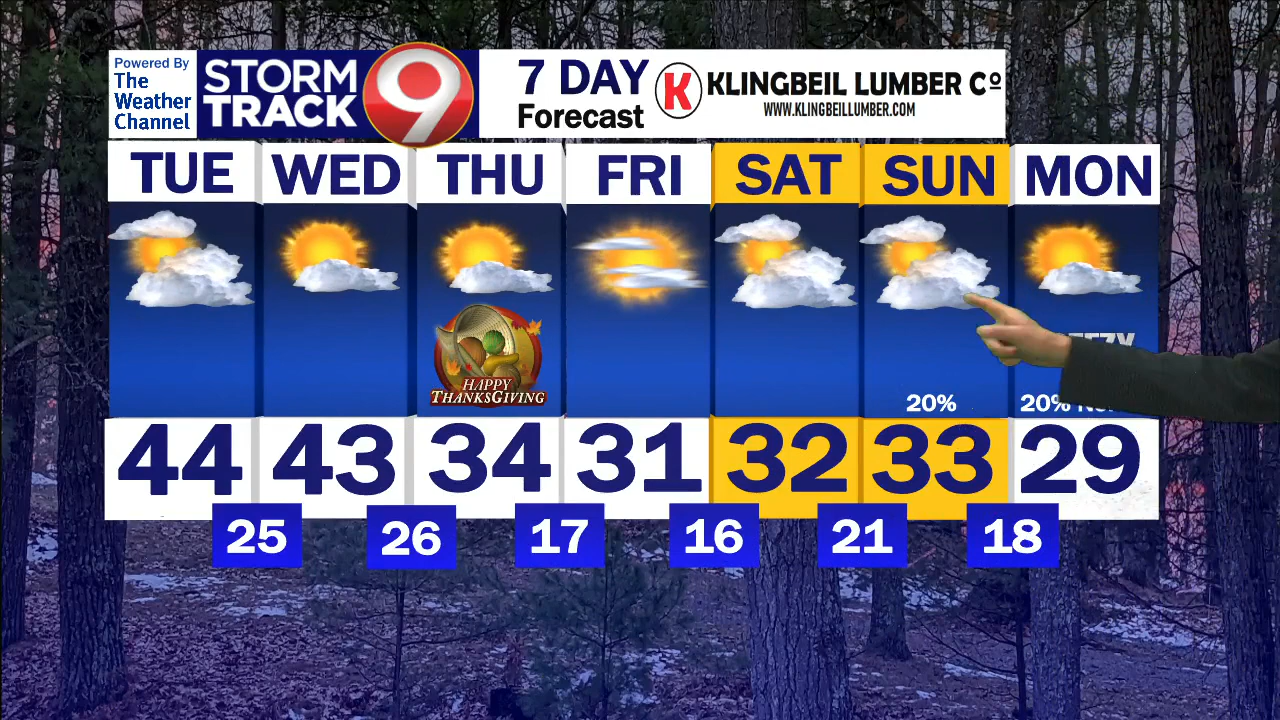 Powered By
The
Weather
Channel
STORM
TRACK
9
7 DAY
Forecast
K
KLINGBEIL LUMBER Cº
WWW.KLINGBEILLUMBER.COM
TUE WED THU FRI SAT SUN MON
HAPPY
THANKSGIVING
20% 20%
44 43 34 31 32 33 29
25 26 17 16 21 18